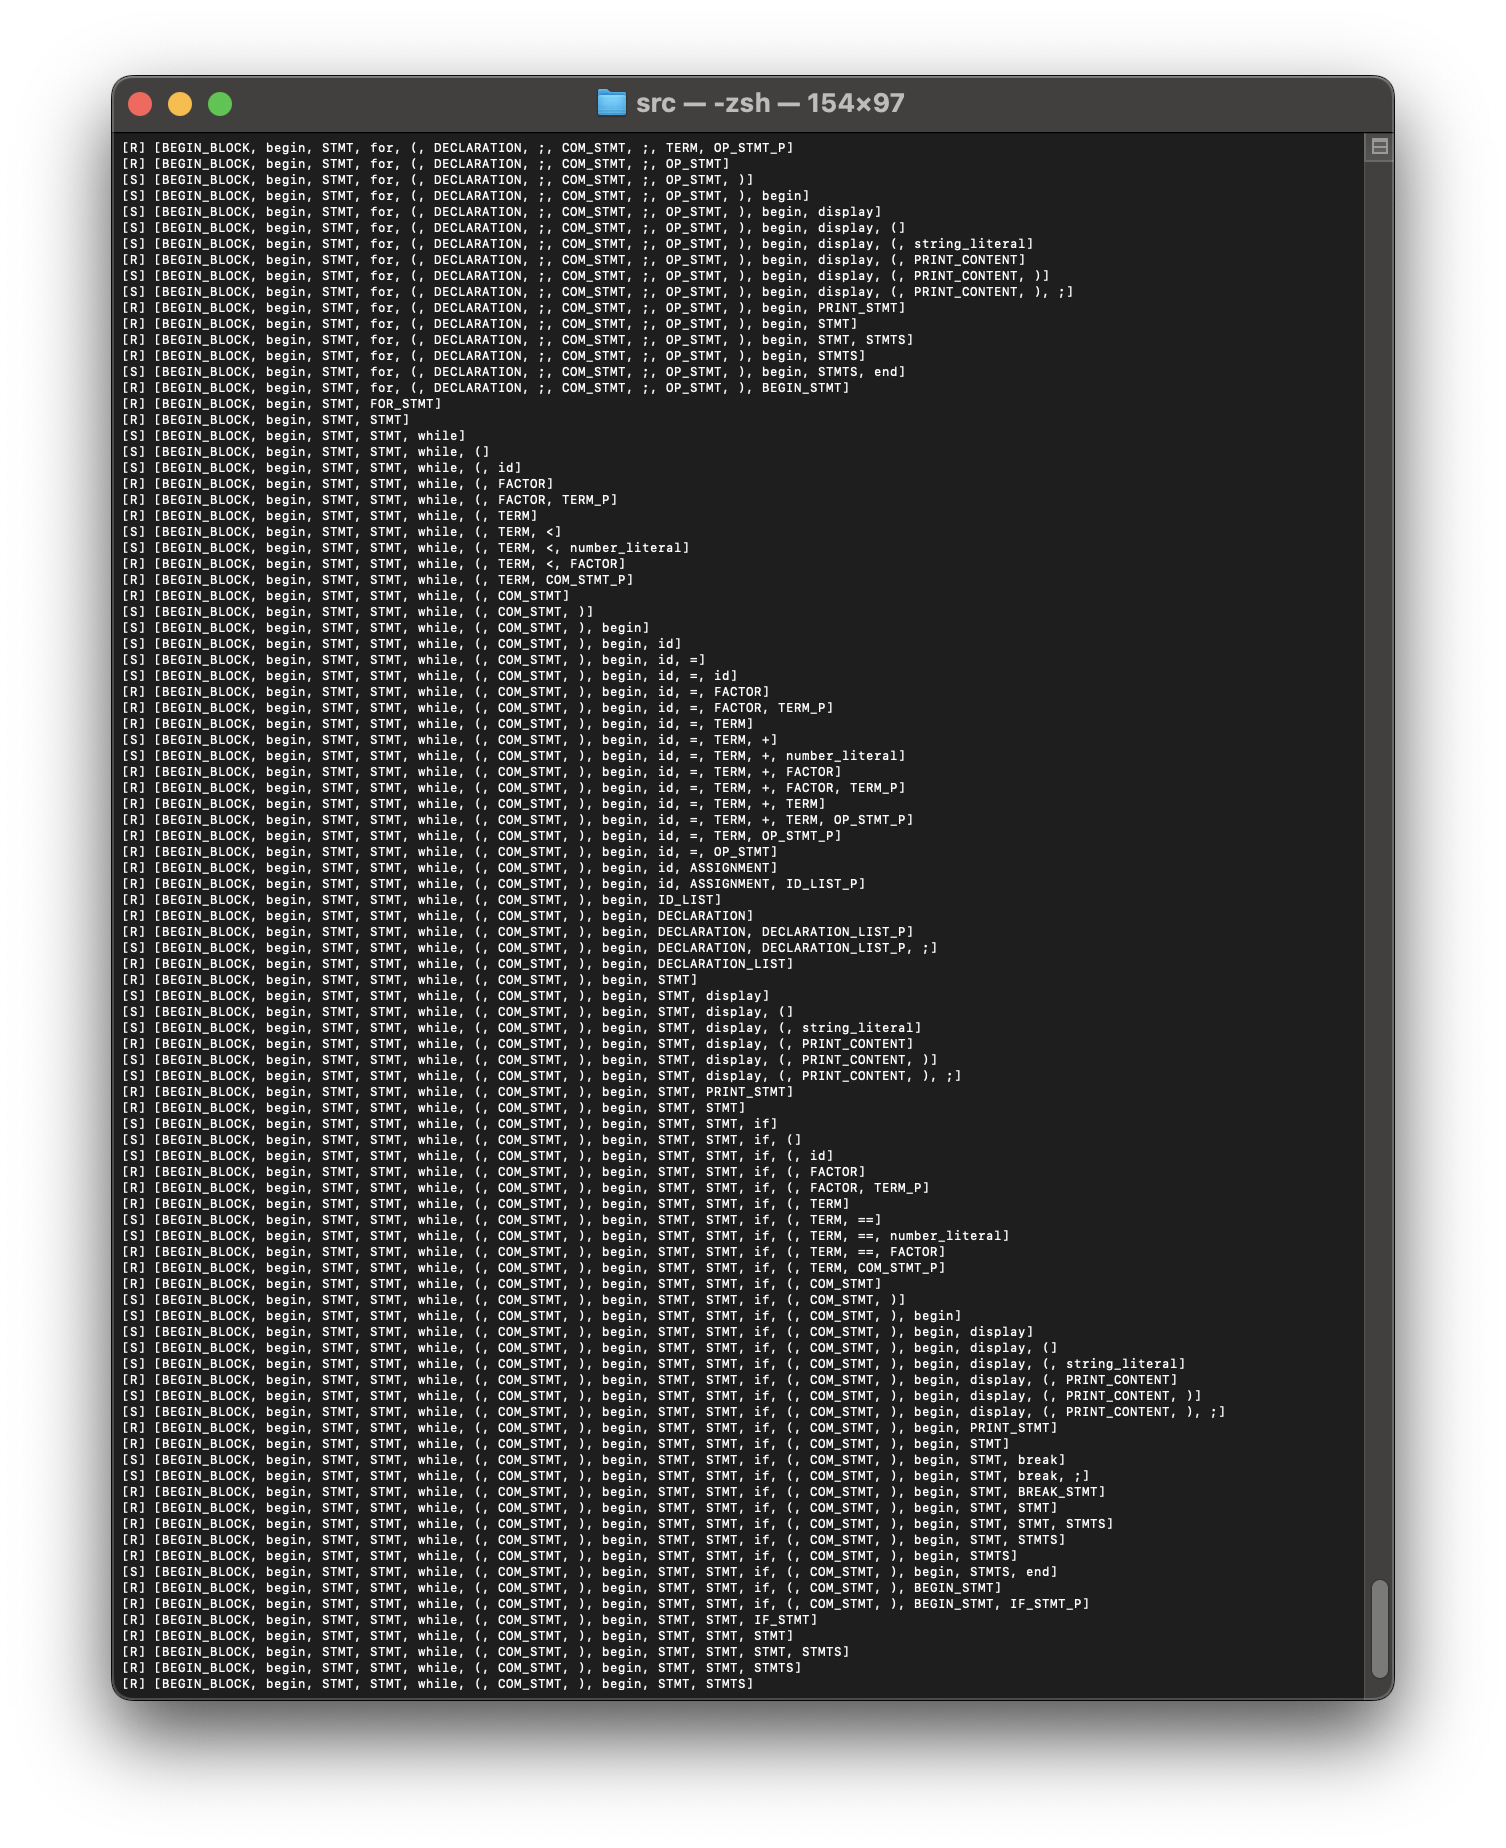 src — -zsh — 154×97
[R] [BEGIN_BLOCK, begin, STMT, for, (, DECLARATION, ;, COM_STMT, ;, TERM, OP_STMT_P]
[R] [BEGIN_BLOCK, begin, STMT, for, (, DECLARATION, ;, COM_STMT, ;, OP_STMT]
[S] [BEGIN_BLOCK, begin, STMT, for, (, DECLARATION, ;, COM_STMT, ;, OP_STMT, )]
[S] [BEGIN_BLOCK, begin, STMT, for, (, DECLARATION, ;, COM_STMT, ;, OP_STMT, ), begin]
[S] [BEGIN_BLOCK, begin, STMT, for, (, DECLARATION, ;, COM_STMT, ;, OP_STMT, ), begin, display]
[S] [BEGIN_BLOCK, begin, STMT, for, (, DECLARATION, ;, COM_STMT, ;, OP_STMT, ), begin, display, (]
[S] [BEGIN_BLOCK, begin, STMT, for, (, DECLARATION, ;, COM_STMT, ;, OP_STMT, ), begin, display, (, string_literal]
[R] [BEGIN_BLOCK, begin, STMT, for, (, DECLARATION, ;, COM_STMT, ;, OP_STMT, ), begin, display, (, PRINT_CONTENT]
[S] [BEGIN_BLOCK, begin, STMT, for, (, DECLARATION, ;, COM_STMT, ;, OP_STMT, ), begin, display, (, PRINT_CONTENT, )]
[S] [BEGIN_BLOCK, begin, STMT, for, (, DECLARATION, ;, COM_STMT, ;, OP_STMT, ), begin, display, (, PRINT_CONTENT, ), ;]
[R] [BEGIN_BLOCK, begin, STMT, for, (, DECLARATION, ;, COM_STMT, ;, OP_STMT, ), begin, PRINT_STMT]
[R] [BEGIN_BLOCK, begin, STMT, for, (, DECLARATION, ;, COM_STMT, ;, OP_STMT, ), begin, STMT]
[R] [BEGIN_BLOCK, begin, STMT, for, (, DECLARATION, ;, COM_STMT, ;, OP_STMT, ), begin, STMT, STMTS]
[R] [BEGIN_BLOCK, begin, STMT, for, (, DECLARATION, ;, COM_STMT, ;, OP_STMT, ), begin, STMTS]
[S] [BEGIN_BLOCK, begin, STMT, for, (, DECLARATION, ;, COM_STMT, ;, OP_STMT, ), begin, STMTS, end]
[R] [BEGIN_BLOCK, begin, STMT, for, (, DECLARATION, ;, COM_STMT, ;, OP_STMT, ), BEGIN_STMT]
[R] [BEGIN_BLOCK, begin, STMT, FOR_STMT]
[R] [BEGIN_BLOCK, begin, STMT, STMT]
[S] [BEGIN_BLOCK, begin, STMT, STMT, while]
[S] [BEGIN_BLOCK, begin, STMT, STMT, while, (]
[S] [BEGIN_BLOCK, begin, STMT, STMT, while, (, id]
[R] [BEGIN_BLOCK, begin, STMT, STMT, while, (, FACTOR]
[R] [BEGIN_BLOCK, begin, STMT, STMT, while, (, FACTOR, TERM_P]
[R] [BEGIN_BLOCK, begin, STMT, STMT, while, (, TERM]
[S] [BEGIN_BLOCK, begin, STMT, STMT, while, (, TERM, <]
[S] [BEGIN_BLOCK, begin, STMT, STMT, while, (, TERM, <, number_literal]
[R] [BEGIN_BLOCK, begin, STMT, STMT, while, (, TERM, <, FACTOR]
[R] [BEGIN_BLOCK, begin, STMT, STMT, while, (, TERM, COM_STMT_P]
[R] [BEGIN_BLOCK, begin, STMT, STMT, while, (, COM_STMT]
[S] [BEGIN_BLOCK, begin, STMT, STMT, while, (, COM_STMT, )]
[S] [BEGIN_BLOCK, begin, STMT, STMT, while, (, COM_STMT, ), begin]
[S] [BEGIN_BLOCK, begin, STMT, STMT, while, (, COM_STMT, ), begin, id]
[S] [BEGIN_BLOCK, begin, STMT, STMT, while, (, COM_STMT, ), begin, id, =]
[S] [BEGIN_BLOCK, begin, STMT, STMT, while, (, COM_STMT, ), begin, id, =, id]
[R] [BEGIN_BLOCK, begin, STMT, STMT, while, (, COM_STMT, ), begin, id, =, FACTOR]
[R] [BEGIN_BLOCK, begin, STMT, STMT, while, (, COM_STMT, ), begin, id, =, FACTOR, TERM_P]
[R] [BEGIN_BLOCK, begin, STMT, STMT, while, (, COM_STMT, ), begin, id, =, TERM]
[S] [BEGIN_BLOCK, begin, STMT, STMT, while, (, COM_STMT, ), begin, id, =, TERM, +]
[S] [BEGIN_BLOCK, begin, STMT, STMT, while, (, COM_STMT, ), begin, id, =, TERM, +, number_literal]
[R] [BEGIN_BLOCK, begin, STMT, STMT, while, (, COM_STMT, ), begin, id, =, TERM, +, FACTOR]
[R] [BEGIN_BLOCK, begin, STMT, STMT, while, (, COM_STMT, ), begin, id, =, TERM, +, FACTOR, TERM_P]
[R] [BEGIN_BLOCK, begin, STMT, STMT, while, (, COM_STMT, ), begin, id, =, TERM, +, TERM]
[R] [BEGIN_BLOCK, begin, STMT, STMT, while, (, COM_STMT, ), begin, id, =, TERM, +, TERM, OP_STMT_P]
[R] [BEGIN_BLOCK, begin, STMT, STMT, while, (, COM_STMT, ), begin, id, =, TERM, OP_STMT_P]
[R] [BEGIN_BLOCK, begin, STMT, STMT, while, (, COM_STMT, ), begin, id, =, OP_STMT]
[R] [BEGIN_BLOCK, begin, STMT, STMT, while, (, COM_STMT, ), begin, id, ASSIGNMENT]
[R] [BEGIN_BLOCK, begin, STMT, STMT, while, (, COM_STMT, ), begin, id, ASSIGNMENT, ID_LIST_P]
[R] [BEGIN_BLOCK, begin, STMT, STMT, while, (, COM_STMT, ), begin, ID_LIST]
[R] [BEGIN_BLOCK, begin, STMT, STMT, while, (, COM_STMT, ), begin, DECLARATION]
[R] [BEGIN_BLOCK, begin, STMT, STMT, while, (, COM_STMT, ), begin, DECLARATION, DECLARATION_LIST_P]
[S] [BEGIN_BLOCK, begin, STMT, STMT, while, (, COM_STMT, ), begin, DECLARATION, DECLARATION_LIST_P, ;]
[R] [BEGIN_BLOCK, begin, STMT, STMT, while, (, COM_STMT, ), begin, DECLARATION_LIST]
[R] [BEGIN_BLOCK, begin, STMT, STMT, while, (, COM_STMT, ), begin, STMT]
[S] [BEGIN_BLOCK, begin, STMT, STMT, while, (, COM_STMT, ), begin, STMT, display]
[S] [BEGIN_BLOCK, begin, STMT, STMT, while, (, COM_STMT, ), begin, STMT, display, (]
[S] [BEGIN_BLOCK, begin, STMT, STMT, while, (, COM_STMT, ), begin, STMT, display, (, string_literal]
[R] [BEGIN_BLOCK, begin, STMT, STMT, while, (, COM_STMT, ), begin, STMT, display, (, PRINT_CONTENT]
[S] [BEGIN_BLOCK, begin, STMT, STMT, while, (, COM_STMT, ), begin, STMT, display, (, PRINT_CONTENT, )]
[S] [BEGIN_BLOCK, begin, STMT, STMT, while, (, COM_STMT, ), begin, STMT, display, (, PRINT_CONTENT, ), ;]
[R] [BEGIN_BLOCK, begin, STMT, STMT, while, (, COM_STMT, ), begin, STMT, PRINT_STMT]
[R] [BEGIN_BLOCK, begin, STMT, STMT, while, (, COM_STMT, ), begin, STMT, STMT]
[S] [BEGIN_BLOCK, begin, STMT, STMT, while, (, COM_STMT, ), begin, STMT, STMT, if]
[S] [BEGIN_BLOCK, begin, STMT, STMT, while, (, COM_STMT, ), begin, STMT, STMT, if, (]
[S] [BEGIN_BLOCK, begin, STMT, STMT, while, (, COM_STMT, ), begin, STMT, STMT, if, (, id]
[R] [BEGIN_BLOCK, begin, STMT, STMT, while, (, COM_STMT, ), begin, STMT, STMT, if, (, FACTOR]
[R] [BEGIN_BLOCK, begin, STMT, STMT, while, (, COM_STMT, ), begin, STMT, STMT, if, (, FACTOR, TERM_P]
[R] [BEGIN_BLOCK, begin, STMT, STMT, while, (, COM_STMT, ), begin, STMT, STMT, if, (, TERM]
[S] [BEGIN_BLOCK, begin, STMT, STMT, while, (, COM_STMT, ), begin, STMT, STMT, if, (, TERM, ==]
[S] [BEGIN_BLOCK, begin, STMT, STMT, while, (, COM_STMT, ), begin, STMT, STMT, if, (, TERM, ==, number_literal]
[R] [BEGIN_BLOCK, begin, STMT, STMT, while, (, COM_STMT, ), begin, STMT, STMT, if, (, TERM, ==, FACTOR]
[R] [BEGIN_BLOCK, begin, STMT, STMT, while, (, COM_STMT, ), begin, STMT, STMT, if, (, TERM, COM_STMT_P]
[R] [BEGIN_BLOCK, begin, STMT, STMT, while, (, COM_STMT, ), begin, STMT, STMT, if, (, COM_STMT]
[S] [BEGIN_BLOCK, begin, STMT, STMT, while, (, COM_STMT, ), begin, STMT, STMT, if, (, COM_STMT, )]
[S] [BEGIN_BLOCK, begin, STMT, STMT, while, (, COM_STMT, ), begin, STMT, STMT, if, (, COM_STMT, ), begin]
[S] [BEGIN_BLOCK, begin, STMT, STMT, while, (, COM_STMT, ), begin, STMT, STMT, if, (, COM_STMT, ), begin, display]
[S] [BEGIN_BLOCK, begin, STMT, STMT, while, (, COM_STMT, ), begin, STMT, STMT, if, (, COM_STMT, ), begin, display, (]
[S] [BEGIN_BLOCK, begin, STMT, STMT, while, (, COM_STMT, ), begin, STMT, STMT, if, (, COM_STMT, ), begin, display, (, string_literal]
[R] [BEGIN_BLOCK, begin, STMT, STMT, while, (, COM_STMT, ), begin, STMT, STMT, if, (, COM_STMT, ), begin, display, (, PRINT_CONTENT]
[S] [BEGIN_BLOCK, begin, STMT, STMT, while, (, COM_STMT, ), begin, STMT, STMT, if, (, COM_STMT, ), begin, display, (, PRINT_CONTENT, )]
[S] [BEGIN_BLOCK, begin, STMT, STMT, while, (, COM_STMT, ), begin, STMT, STMT, if, (, COM_STMT, ), begin, display, (, PRINT_CONTENT, ), ;]
[R] [BEGIN_BLOCK, begin, STMT, STMT, while, (, COM_STMT, ), begin, STMT, STMT, if, (, COM_STMT, ), begin, PRINT_STMT]
[R] [BEGIN_BLOCK, begin, STMT, STMT, while, (, COM_STMT, ), begin, STMT, STMT, if, (, COM_STMT, ), begin, STMT]
[S] [BEGIN_BLOCK, begin, STMT, STMT, while, (, COM_STMT, ), begin, STMT, STMT, if, (, COM_STMT, ), begin, STMT, break]
[S] [BEGIN_BLOCK, begin, STMT, STMT, while, (, COM_STMT, ), begin, STMT, STMT, if, (, COM_STMT, ), begin, STMT, break, ;]
[R] [BEGIN_BLOCK, begin, STMT, STMT, while, (, COM_STMT, ), begin, STMT, STMT, if, (, COM_STMT, ), begin, STMT, BREAK_STMT]
[R] [BEGIN_BLOCK, begin, STMT, STMT, while, (, COM_STMT, ), begin, STMT, STMT, if, (, COM_STMT, ), begin, STMT, STMT]
[R] [BEGIN_BLOCK, begin, STMT, STMT, while, (, COM_STMT, ), begin, STMT, STMT, if, (, COM_STMT, ), begin, STMT, STMT, STMTS]
[R] [BEGIN_BLOCK, begin, STMT, STMT, while, (, COM_STMT, ), begin, STMT, STMT, if, (, COM_STMT, ), begin, STMT, STMTS]
[R] [BEGIN_BLOCK, begin, STMT, STMT, while, (, COM_STMT, ), begin, STMT, STMT, if, (, COM_STMT, ), begin, STMTS]
[S] [BEGIN_BLOCK, begin, STMT, STMT, while, (, COM_STMT, ), begin, STMT, STMT, if, (, COM_STMT, ), begin, STMTS, end]
[R] [BEGIN_BLOCK, begin, STMT, STMT, while, (, COM_STMT, ), begin, STMT, STMT, if, (, COM_STMT, ), BEGIN_STMT]
[R] [BEGIN_BLOCK, begin, STMT, STMT, while, (, COM_STMT, ), begin, STMT, STMT, if, (, COM_STMT, ), BEGIN_STMT, IF_STMT_P]
[R] [BEGIN_BLOCK, begin, STMT, STMT, while, (, COM_STMT, ), begin, STMT, STMT, IF_STMT]
[R] [BEGIN_BLOCK, begin, STMT, STMT, while, (, COM_STMT, ), begin, STMT, STMT, STMT]
[R] [BEGIN_BLOCK, begin, STMT, STMT, while, (, COM_STMT, ), begin, STMT, STMT, STMT, STMTS]
[R] [BEGIN_BLOCK, begin, STMT, STMT, while, (, COM_STMT, ), begin, STMT, STMT, STMTS]
[R] [BEGIN_BLOCK, begin, STMT, STMT, while, (, COM_STMT, ), begin, STMT, STMTS]